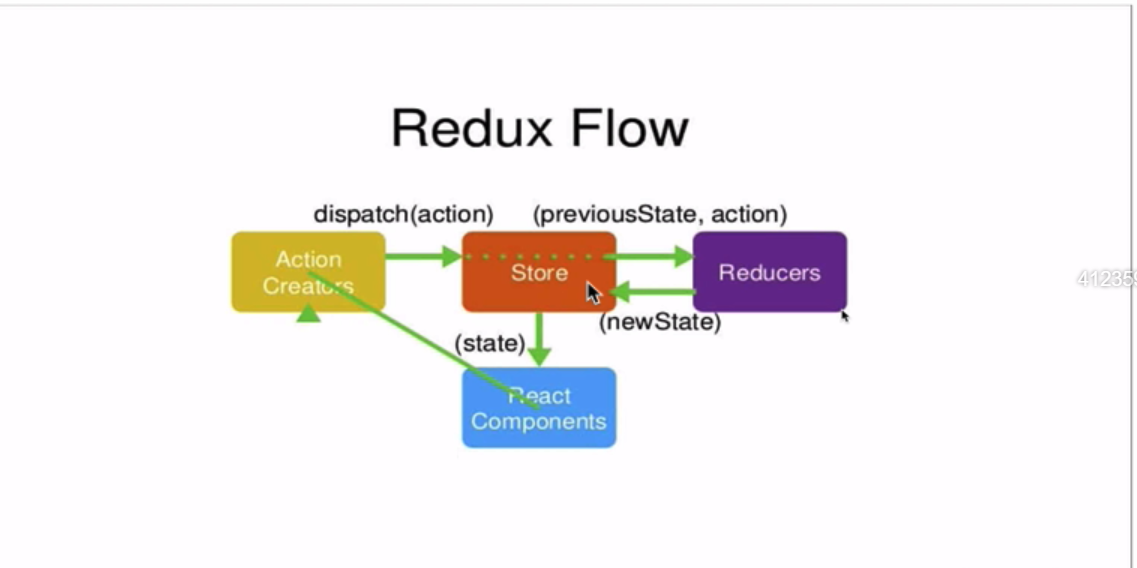 Redux Flow
dispatch(action)
(previousState, action)
Action
Creators
Store
Reducers
(newState)
(state)
React
Components